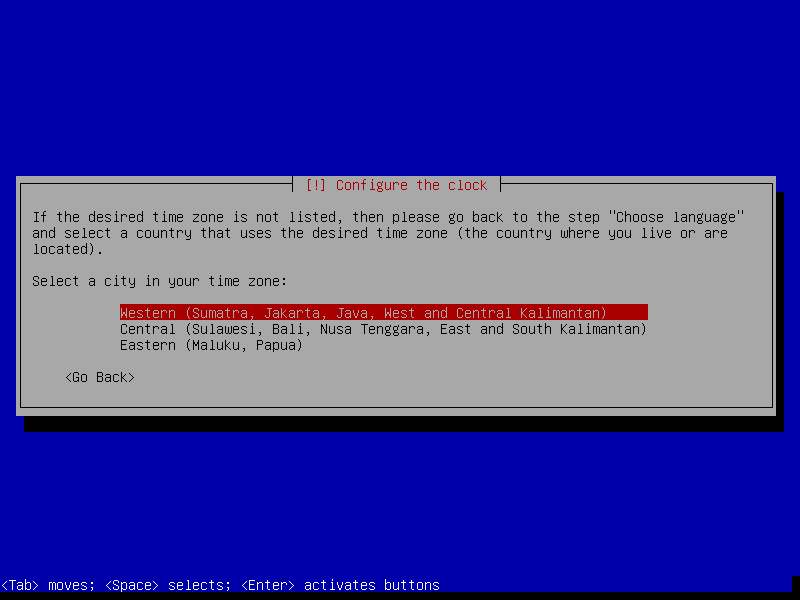 [!] Configure the clock
If the desired time zone is not listed, then please go back to the step "Choose language"
and select a country that uses the desired time zone (the country where you live or are
located).
Select a city in your time zone:
Western (Sumatra, Jakarta, Java, West and Central Kalimantan)
Central (Sulawesi, Bali, Nusa Tenggara, East and South Kalimantan)
Eastern (Maluku, Papua)
<Go Back>
<Tab> moves; <Space> selects; <Enter> activates buttons